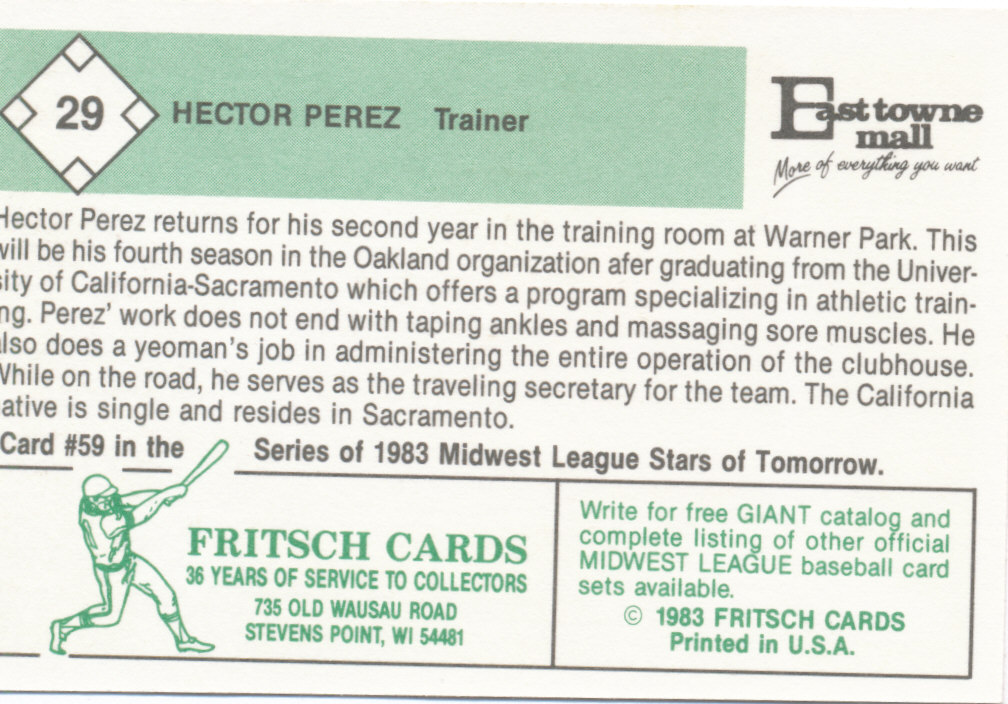 29
HECTOR PEREZ Trainer
East towne
mall
More of everything you want
Hector Perez returns for his second year in the training room at Warner Park. This
will be his fourth season in the Oakland organization afer graduating from the Univer-
sity of California-Sacramento which offers a program specializing in athletic train-
ng. Perez' work does not end with taping ankles and massaging sore muscles. He
also does a yeoman's job in administering the entire operation of the clubhouse.
While on the road, he serves as the traveling secretary for the team. The California
ative is single and resides in Sacramento.
Card #59 in the Series of 1983 Midwest League Stars of Tomorrow.
FRITSCH CARDS
36 YEARS OF SERVICE TO COLLECTORS
735 OLD WAUSAU ROAD
STEVENS POINT, WI 54481
Write for free GIANT catalog and
complete listing of other official
MIDWEST LEAGUE baseball card
sets available.
© 1983 FRITSCH CARDS
Printed in U.S.A.